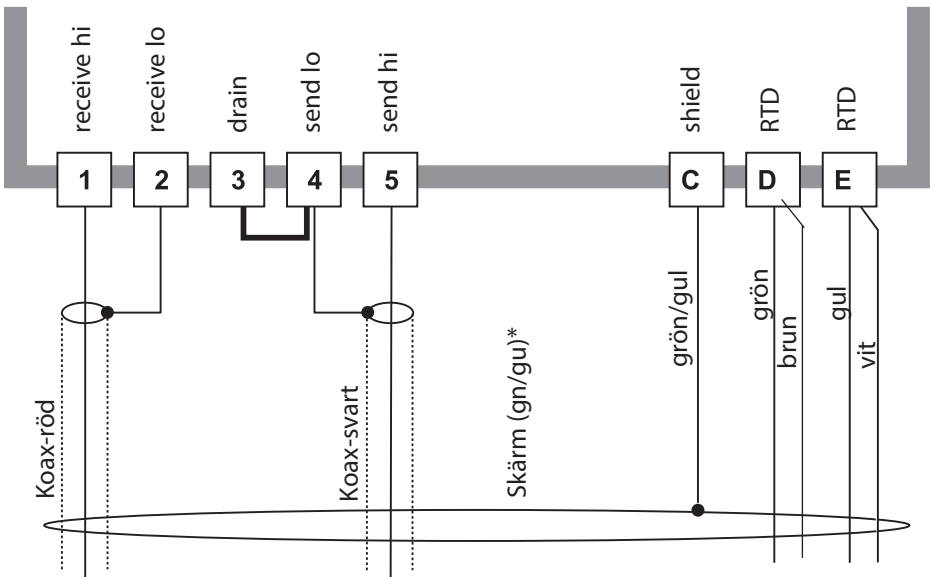 receive hi
receive lo
drain
send lo
send hi
shield
RTD
RTD
1
2
3
4
5
C
D
E
Koax-röd
Koax-svart
Skärm (gn/gu)*
grön/gul
grön
brun
gul
vit